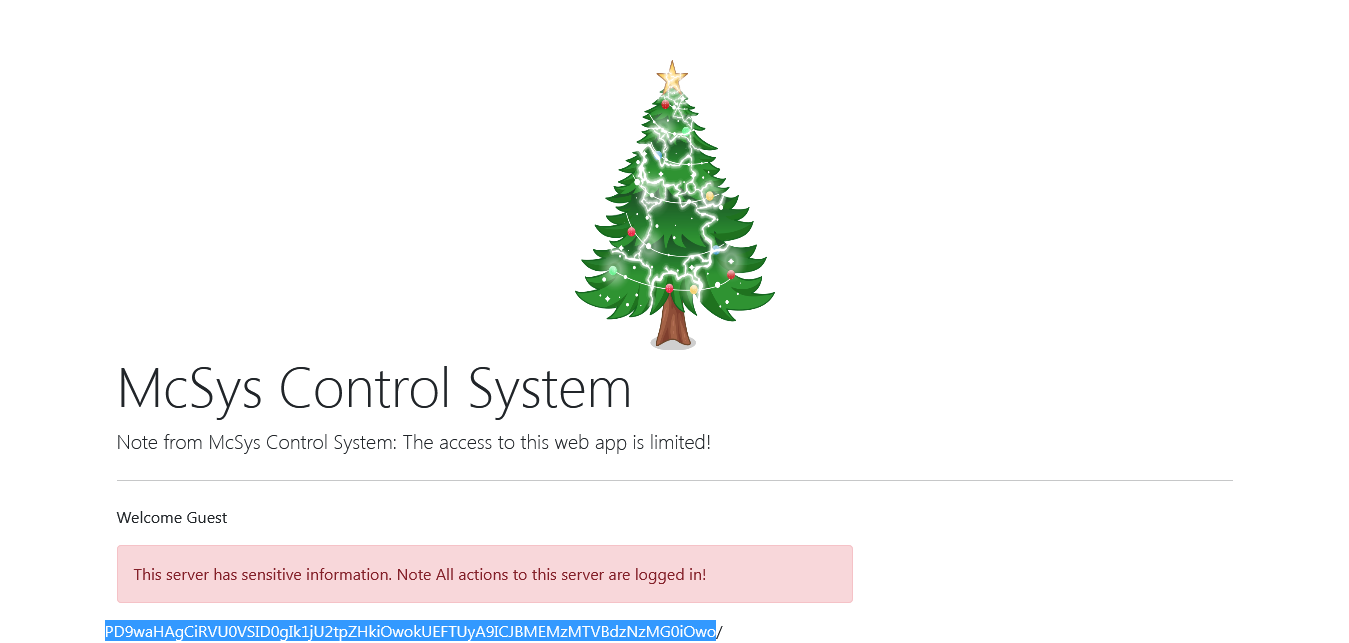 McSys Control System
Note from McSys Control System: The access to this web app is limited!
Welcome Guest
This server has sensitive information. Note All actions to this server are logged in!
PD9waHAgCiRVU0VSID0gIk1jU2tpZHkiOwokUEFTUyA9ICJBMEMzMTVBdzNzMG0iOwo/